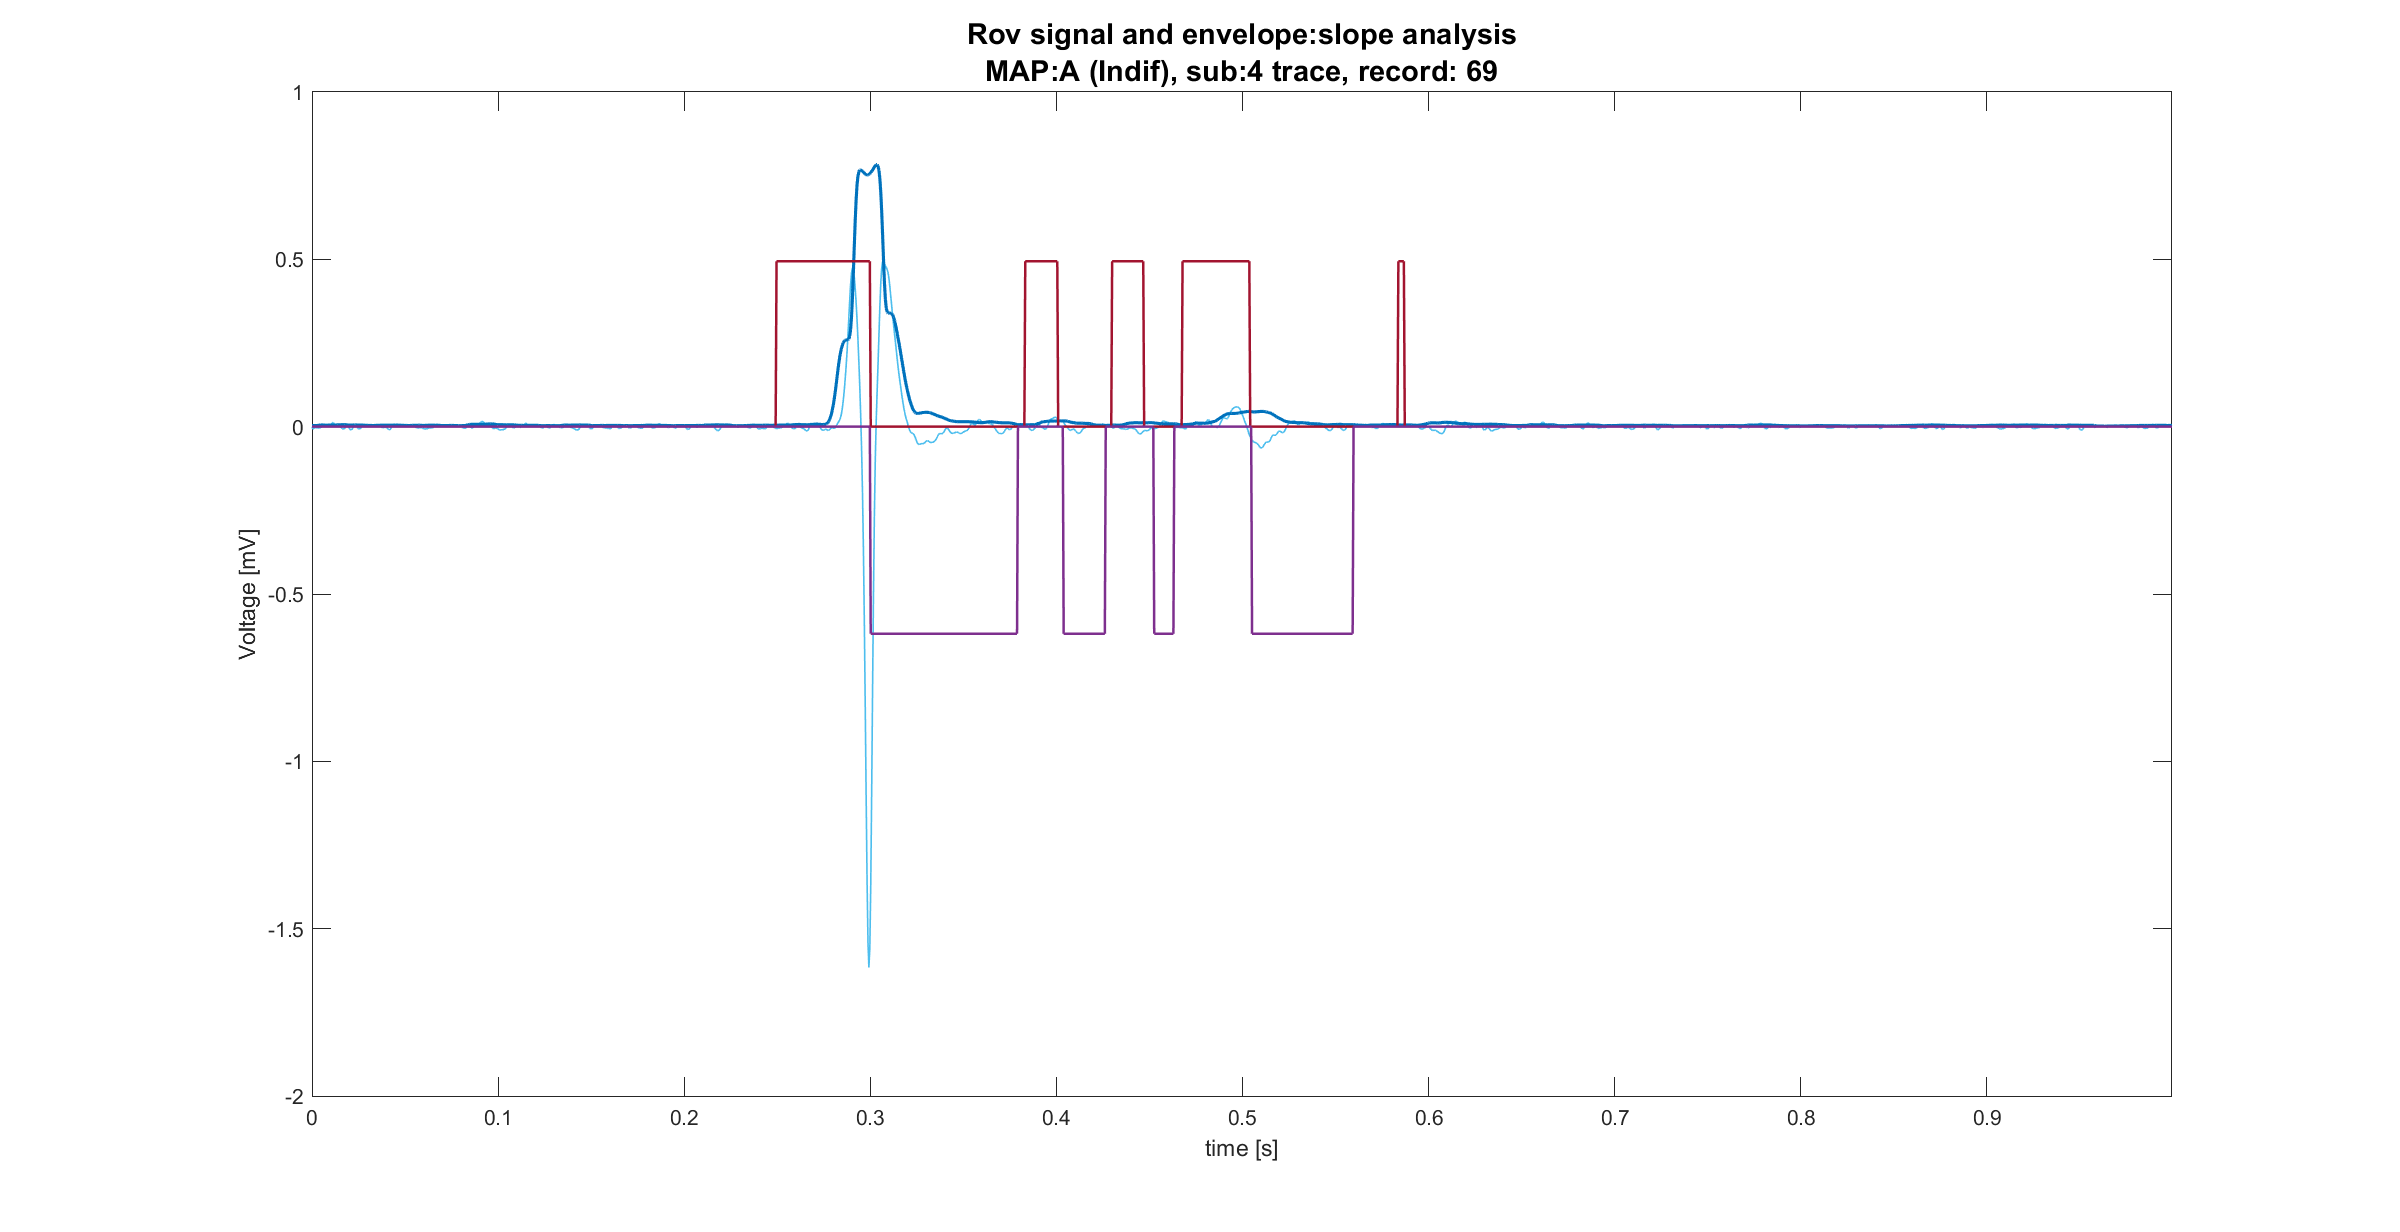 Rov signal and envelope:slope analysis
MAP:A (Indif), sub:4 trace, record: 69
1
0.5
0
-0.5
-1
-1.5
-2
Voltage [mV]
0 0.1 0.2 0.3 0.4 0.5 0.6 0.7 0.8 0.9
time [s]